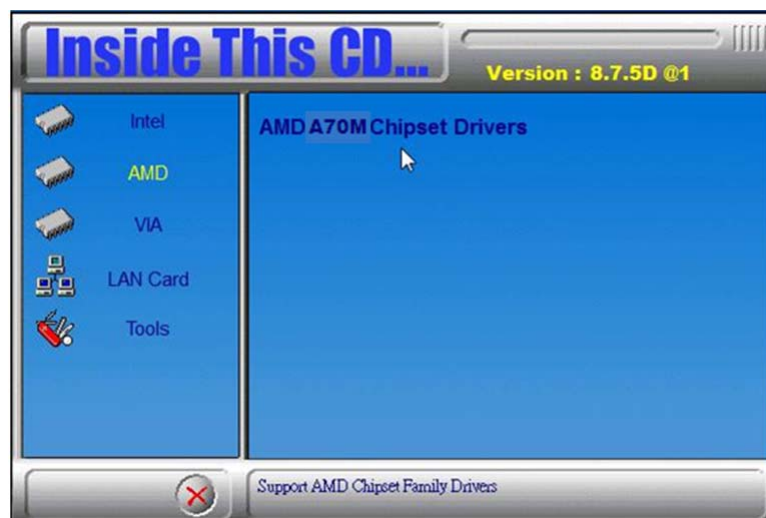 Inside This CD...
Version : 8.7.5D @1
Intel
AMD
VIA
LAN Card
Tools
AMD A70M Chipset Drivers
Support AMD Chipset Family Drivers